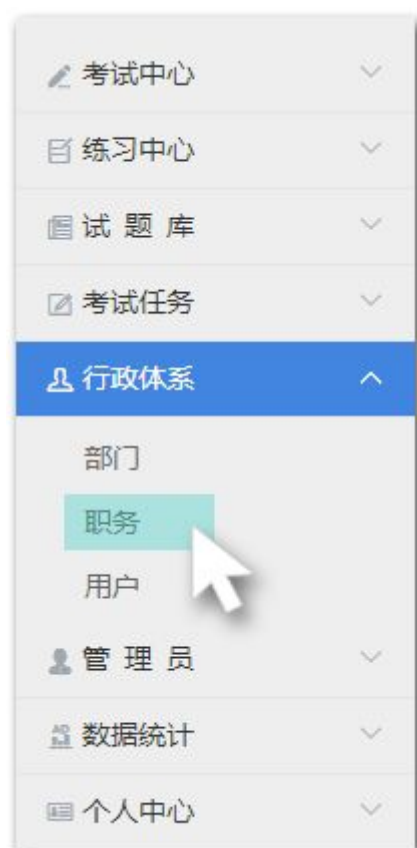 考试中心
练习中心
试 题 库
考试任务
行政体系
部门
职务
用户
管 理 员
数据统计
个人中心